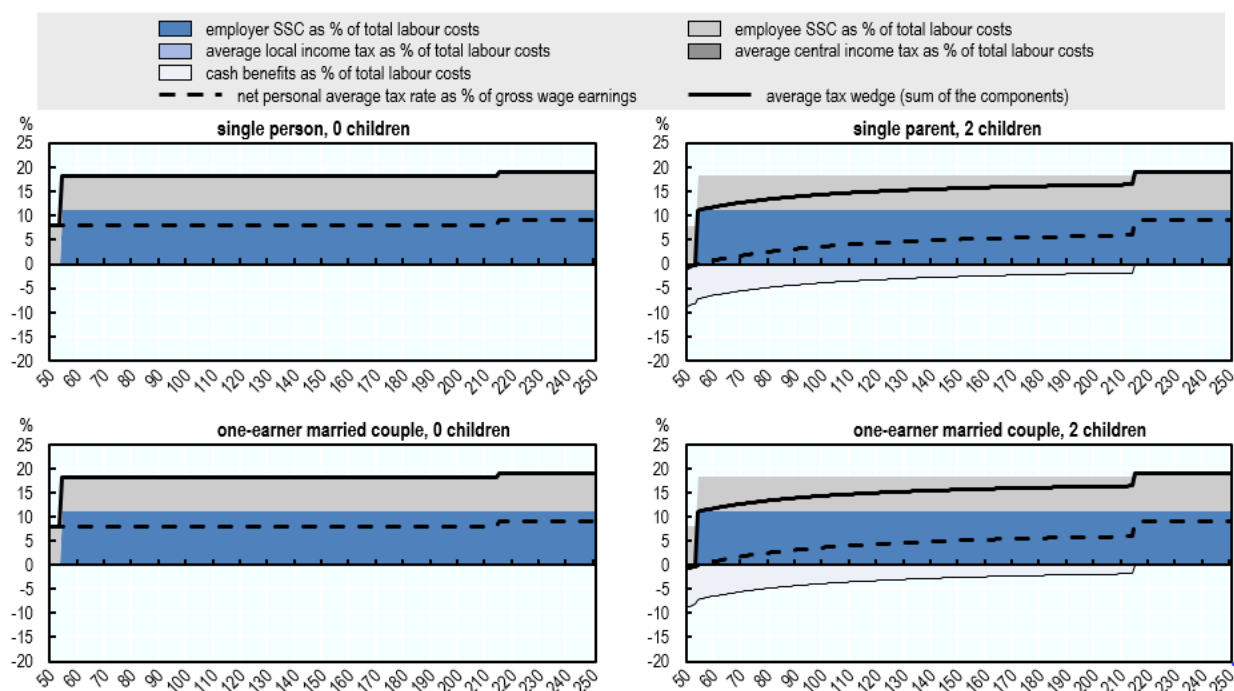 employer SSC as % of total labour costs
employee SSC as % of total labour costs
average local income tax as % of total labour costs
average central income tax as % of total labour costs
cash benefits as % of total labour costs
net personal average tax rate as % of gross wage earnings
average tax wedge (sum of the components)
%
single person, 0 children
25
20
15
10
5
0
-5
-10
-15
-20
50 60 70 80 90 100 110 120 130 140 150 160 170 180 190 200 210 220 230 240 250
%
single parent, 2 children
25
20
15
10
5
0
-5
-10
-15
-20
50 60 70 80 90 100 110 120 130 140 150 160 170 180 190 200 210 220 230 240 250
%
one-earner married couple, 0 children
25
20
15
10
5
0
-5
-10
-15
-20
50 60 70 80 90 100 110 120 130 140 150 160 170 180 190 200 210 220 230 240 250
%
one-earner married couple, 2 children
25
20
15
10
5
0
-5
-10
-15
-20
50 60 70 80 90 100 110 120 130 140 150 160 170 180 190 200 210 220 230 240 250